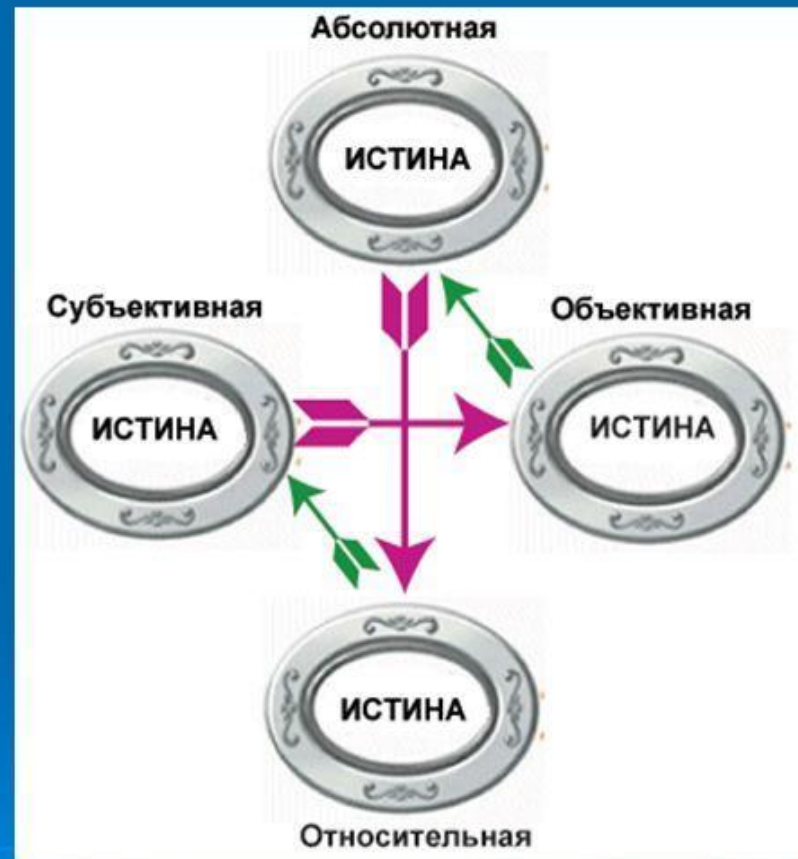 Абсолютная
ИСТИНА
Субъективная
Объективная
ИСТИНА
ИСТИНА
ИСТИНА
Относительная